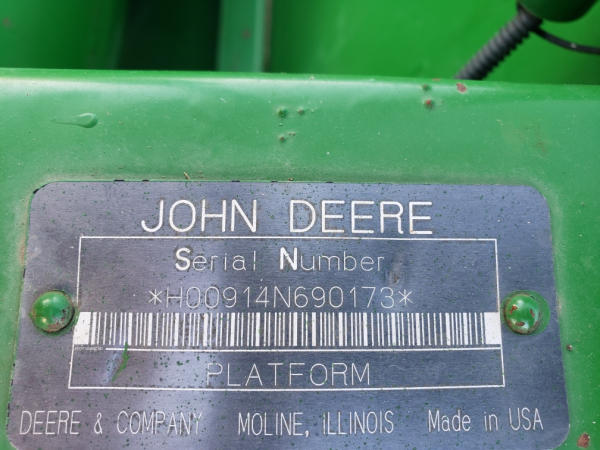 JOHN DEERE
Serial Number
*H00914N690173*
PLATFORM
DEERE & COMPANY MOLINE, ILLINOIS Made in USA